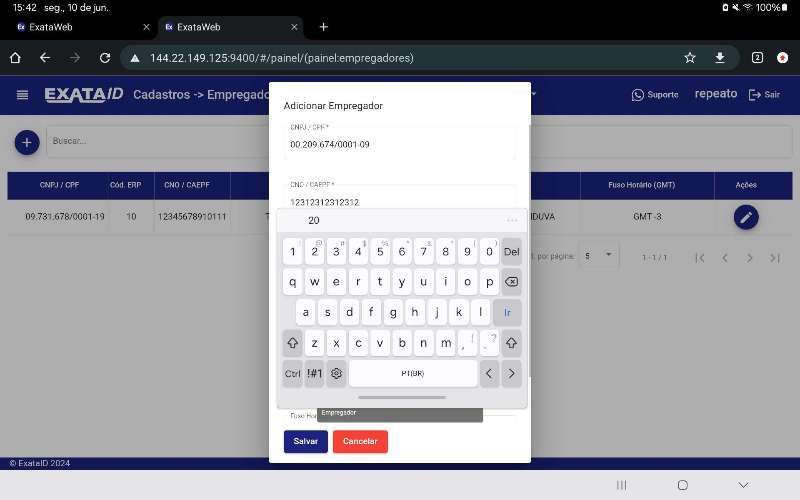 15:42 seg., 10 de jun. 100%
ExataWeb ExataWeb
144.22.149.125:9400/#/painel/(painel:empregadores)
2
EXATAID Cadastros -> Empregado Suporte repeato Sair
Adicionar Empregador
CNPJ / CPF *
00.209.674/0001-09
CNO / CAEPF *
12312312312312
Buscar...
CNPJ / CPF Cód. ERP CNO / CAEPF Fuso Horário (GMT) Ações
09.731.678/0001-19 10 12345678910111 T NDUVA GMT -3
por página: 5 1 - 1 / 1
20 ...
1 2 3 4 5 6 7 8 9 0 Del
@ # $ % ^ & * ( )
q w e r t y u i o p
a s d f g h j k l Ir
z x c v b n m , ! . ?
Ctrl !#1 PT(BR) < >
Fuso Ho
Empregador
Salvar Cancelar
© ExataID 2024